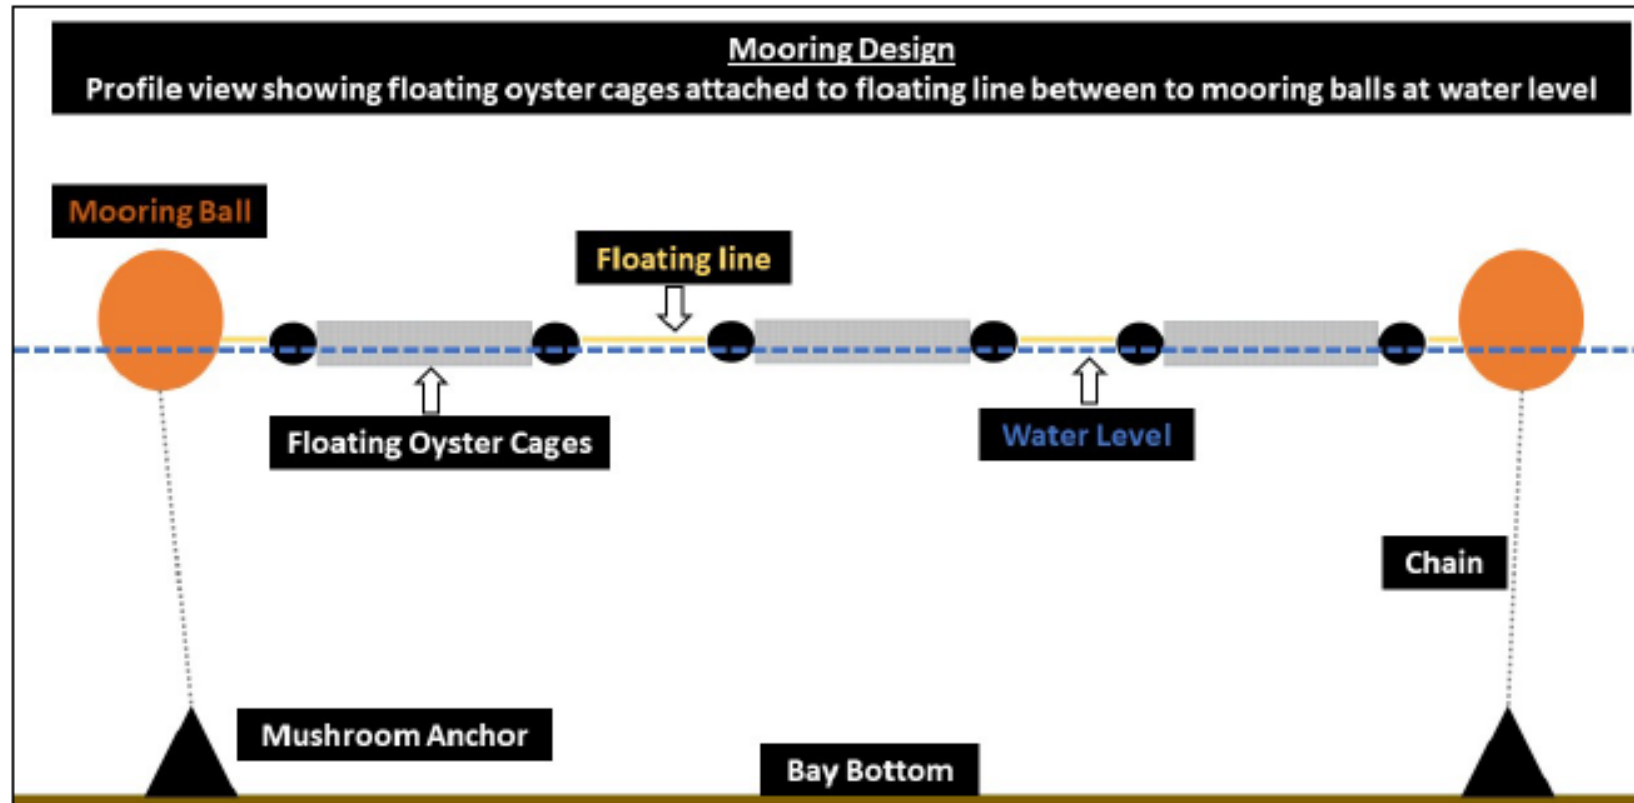 Mooring Design
Profile view showing floating oyster cages attached to floating line between to mooring balls at water level
Mooring Ball
Floating line
Floating Oyster Cages
Water Level
Chain
Mushroom Anchor
Bay Bottom